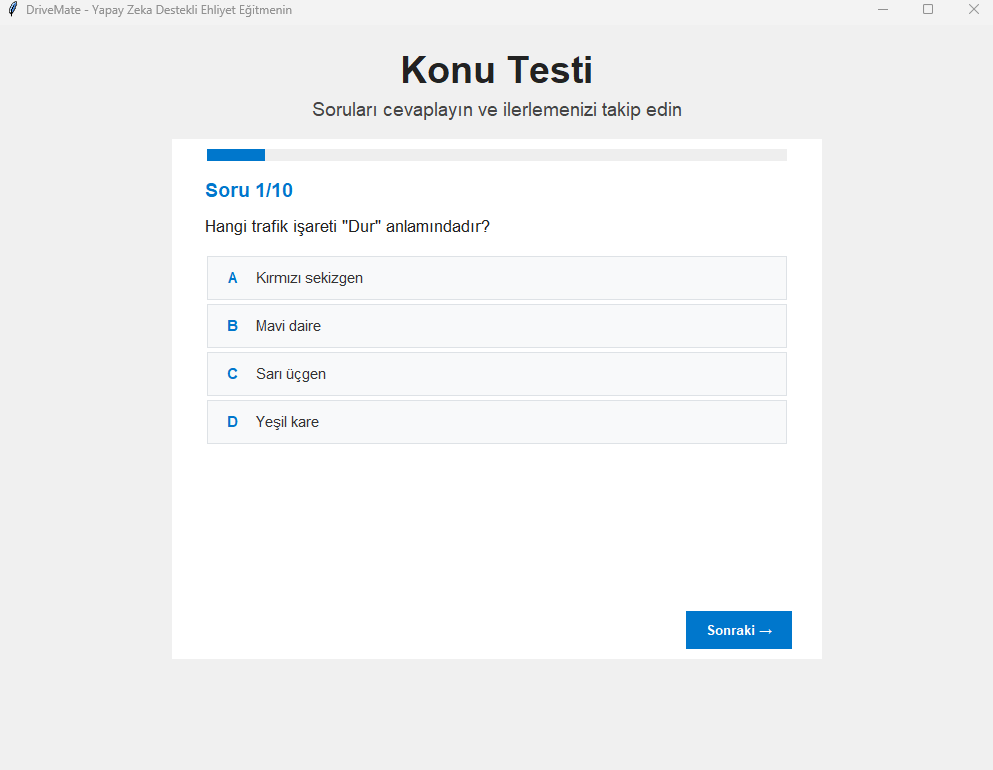 DriveMate - Yapay Zeka Destekli Ehliyet Eğitmenin
Konu Testi
Soruları cevaplayın ve ilerlemenizi takip edin
Soru 1/10
Hangi trafik işareti "Dur" anlamındadır?
A Kırmızı sekizgen
B Mavi daire
C Sarı üçgen
D Yeşil kare
Sonraki →